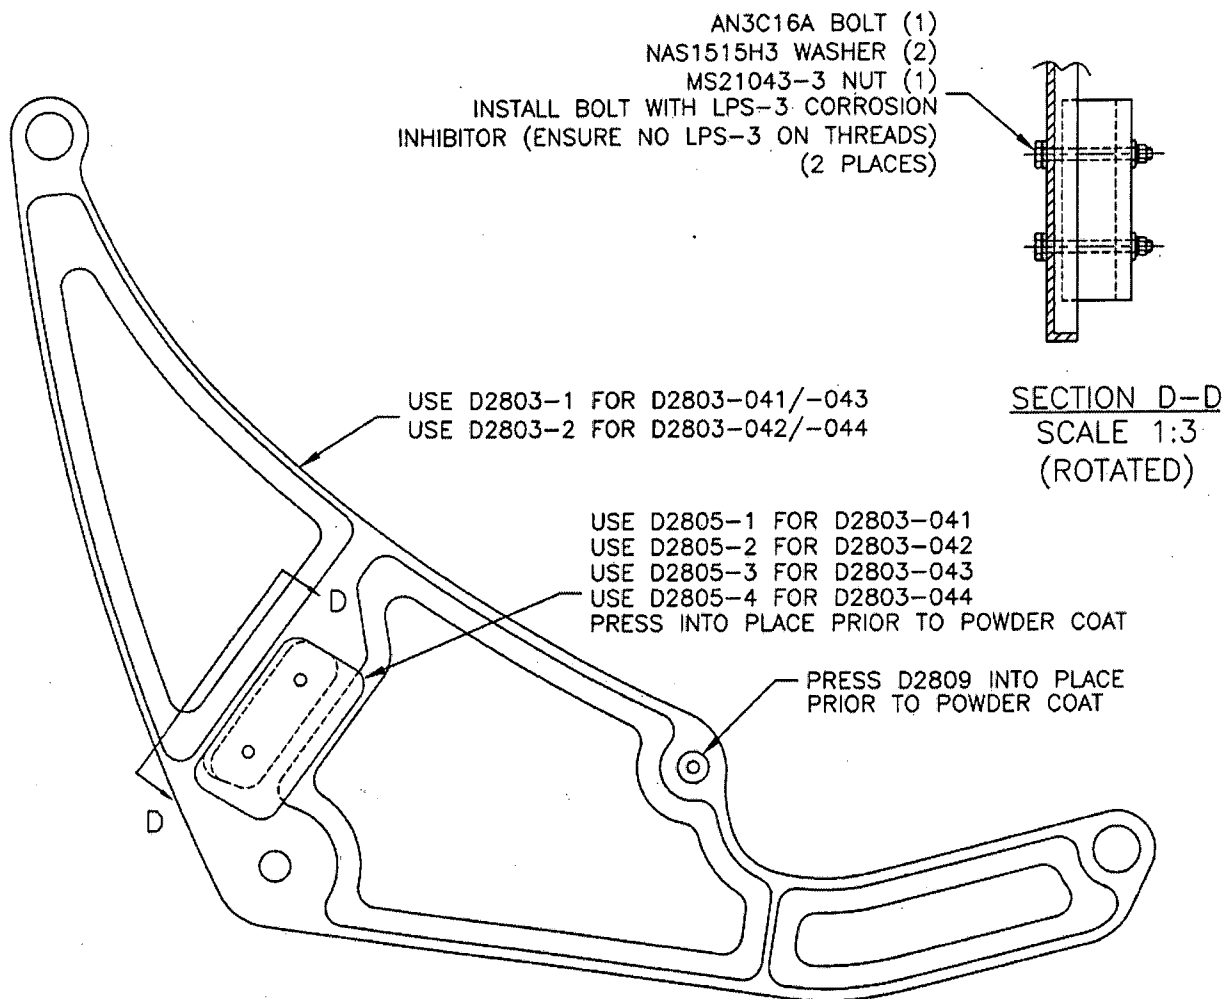 AN3C16A BOLT (1)
NAS1515H3 WASHER (2)
MS21043-3 NUT (1)
INSTALL BOLT WITH LPS-3 CORROSION
INHIBITOR (ENSURE NO LPS-3 ON THREADS)
(2 PLACES)
SECTION D-D
SCALE 1:3
(ROTATED)
USE D2803-1 FOR D2803-041/-043
USE D2803-2 FOR D2803-042/-044
USE D2805-1 FOR D2803-041
USE D2805-2 FOR D2803-042
USE D2805-3 FOR D2803-043
USE D2805-4 FOR D2803-044
PRESS INTO PLACE PRIOR TO POWDER COAT
D
PRESS D2809 INTO PLACE
PRIOR TO POWDER COAT
D